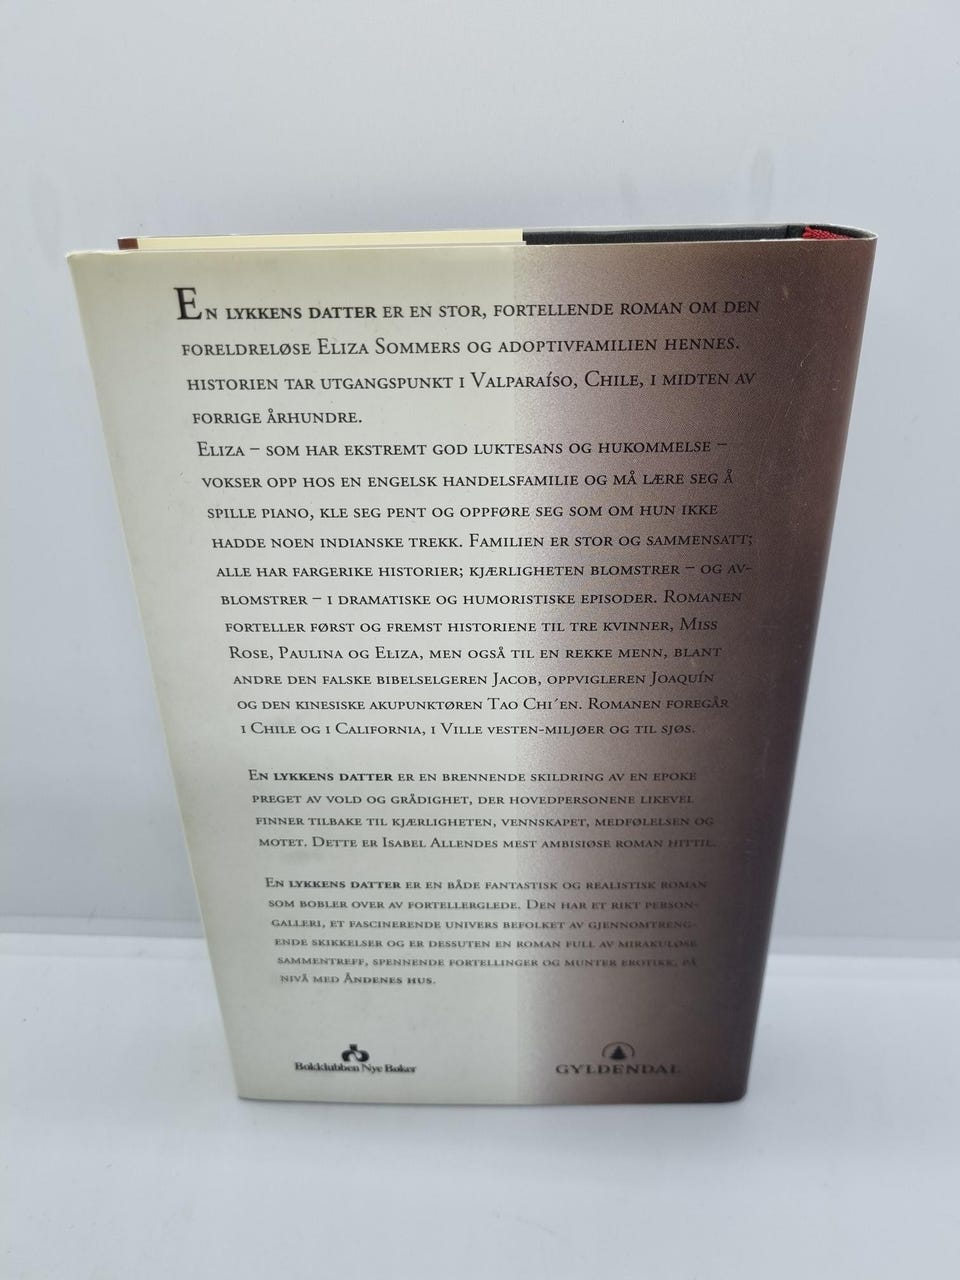 En lykkens datter er en stor, fortellende roman om den
foreldreløse Eliza Sommers og adoptivfamilien hennes.
historien tar utgangspunkt i Valparaíso, Chile, i midten av
forrige århundre.
Eliza – som har ekstremt god luktesans og hukommelse –
vokser opp hos en engelsk handelsfamilie og må lære seg å
spille piano, kle seg pent og oppføre seg som om hun ikke
hadde noen indianske trekk. Familien er stor og sammensatt;
alle har fargerike historier; kjærligheten blomstrer – og av-
blomstrer – i dramatiske og humoristiske episoder. Romanen
forteller først og fremst historiene til tre kvinner, Miss
Rose, Paulina og Eliza, men også til en rekke menn, blant
andre den falske bibelselgeren Jacob, oppvigleren Joaquín
og den kinesiske akupunktøren Tao Chi´en. Romanen foregår
i Chile og i California, i Ville vesten-miljøer og til sjøs.
En lykkens datter er en brennende skildring av en epoke
preget av vold og grådighet, der hovedpersonene likevel
finner tilbake til kjærligheten, vennskapet, medfølelsen og
motet. Dette er Isabel Allendes mest ambisiøse roman hittil.
En lykkens datter er en både fantastisk og realistisk roman
som bobler over av fortellerglede. Den har et rikt person-
galleri, et fascinerende univers befolket av gjennomtreng-
ende skikkelser og er dessuten en roman full av mirakuløse
sammentreff, spennende fortellinger og munter erotikk, på
nivå med Åndenes hus.
Bokklubben Nye Bøker
GYLDENDAL